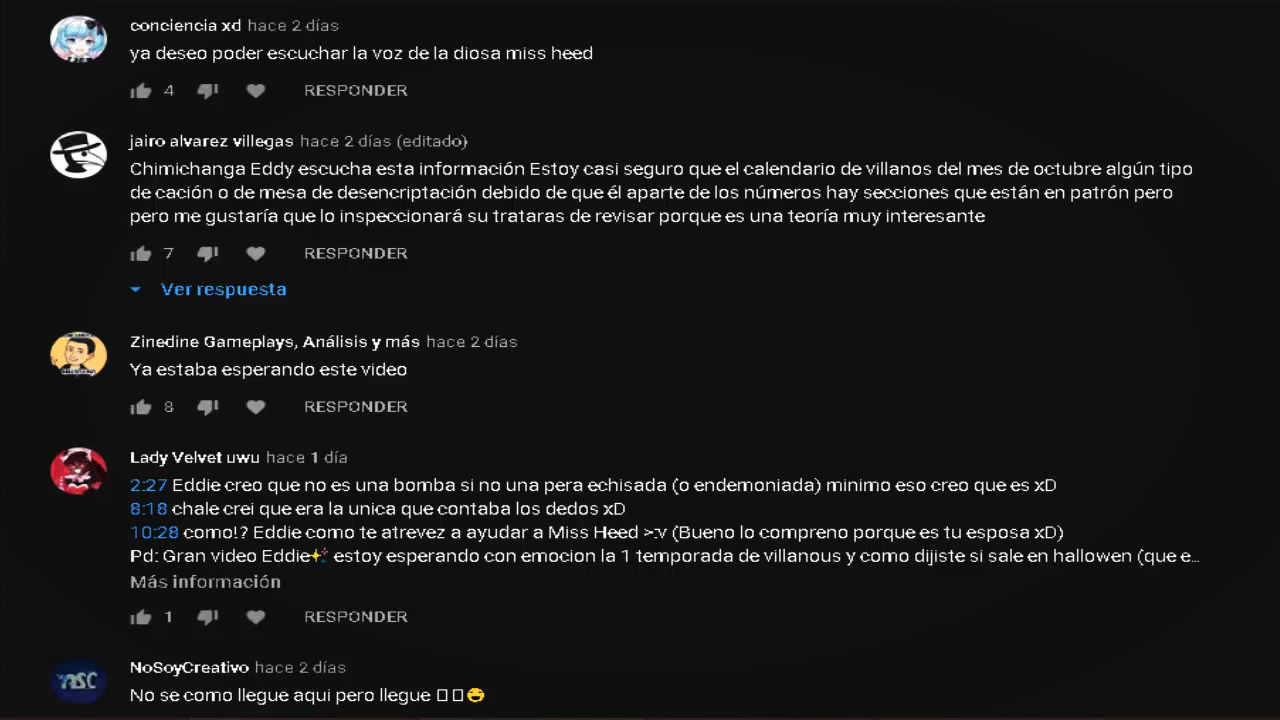 conciencia xd hace 2 días
ya deseo poder escuchar la voz de la diosa miss heed
4 RESPONDER
jairo alvarez villegas hace 2 días (editado)
Chimichanga Eddy escucha esta información Estoy casi seguro que el calendario de villanos del mes de octubre algún tipo
de cación o de mesa de desencriptación debido de que él aparte de los números hay secciones que están en patrón pero
pero me gustaría que lo inspeccionará su trataras de revisar porque es una teoría muy interesante
7 RESPONDER
Ver respuesta
Zinedine Gameplays, Análisis y más hace 2 días
Ya estaba esperando este video
8 RESPONDER
Lady Velvet uwu hace 1 día
2:27 Eddie creo que no es una bomba si no una pera echisada (o endemoniada) minimo eso creo que es xD
8:18 chale crei que era la unica que contaba los dedos xD
10:28 como!? Eddie como te atrevez a ayudar a Miss Heed >:v (Bueno lo compreno porque es tu esposa xD)
Pd: Gran video Eddie✨ estoy esperando con emocion la 1 temporada de villanous y como dijiste si sale en hallowen (que e...
Más información
1 RESPONDER
NoSoyCreativo hace 2 días
No se como llegue aqui pero llegue 😄